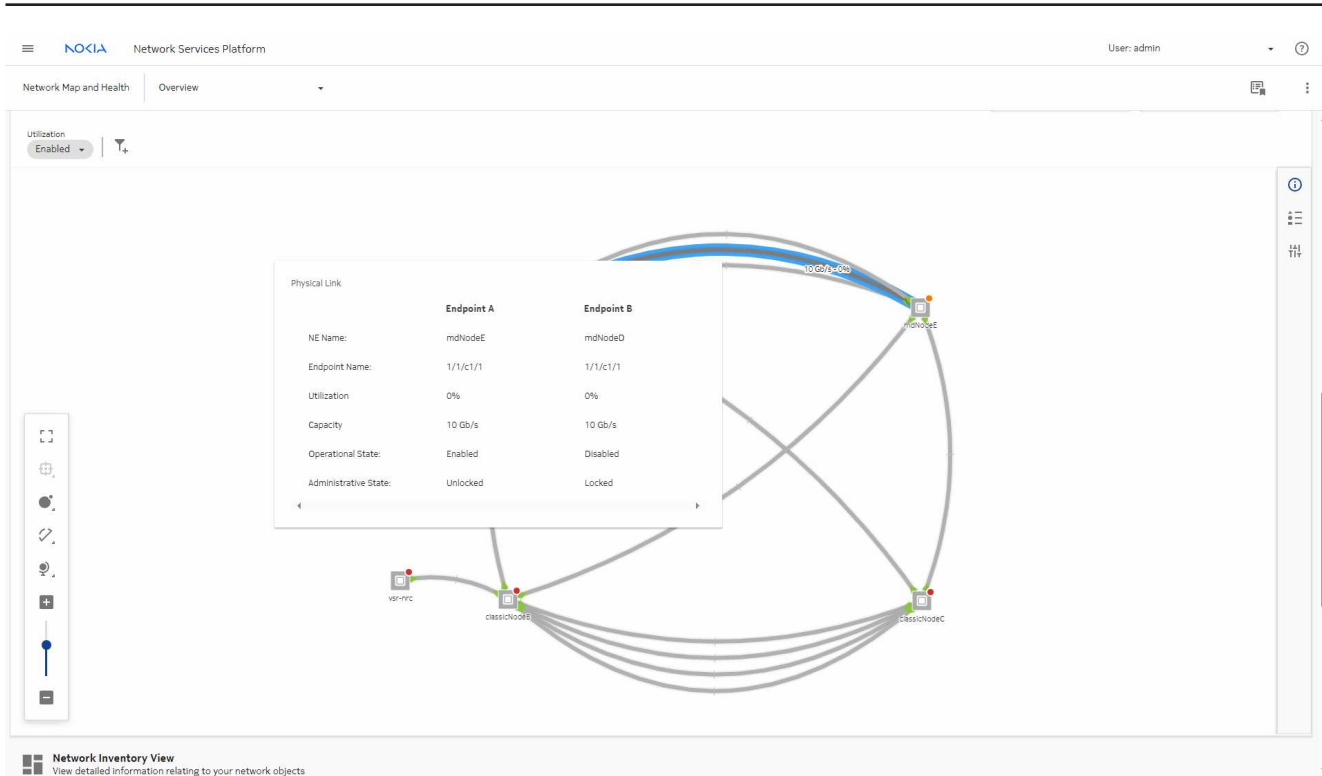 NOKIA Network Services Platform User: admin
Network Map and Health Overview
Utilization
Enabled
10 Gb/s - 0%
mdNodeE
Physical Link
Endpoint A Endpoint B
NE Name: mdNodeE mdNodeD
Endpoint Name: 1/1/c1/1 1/1/c1/1
Utilization 0% 0%
Capacity 10 Gb/s 10 Gb/s
Operational State: Enabled Disabled
Administrative State: Unlocked Locked
vsr-nrc
classicNodeB
classicNodeC
Network Inventory View
View detailed information relating to your network objects